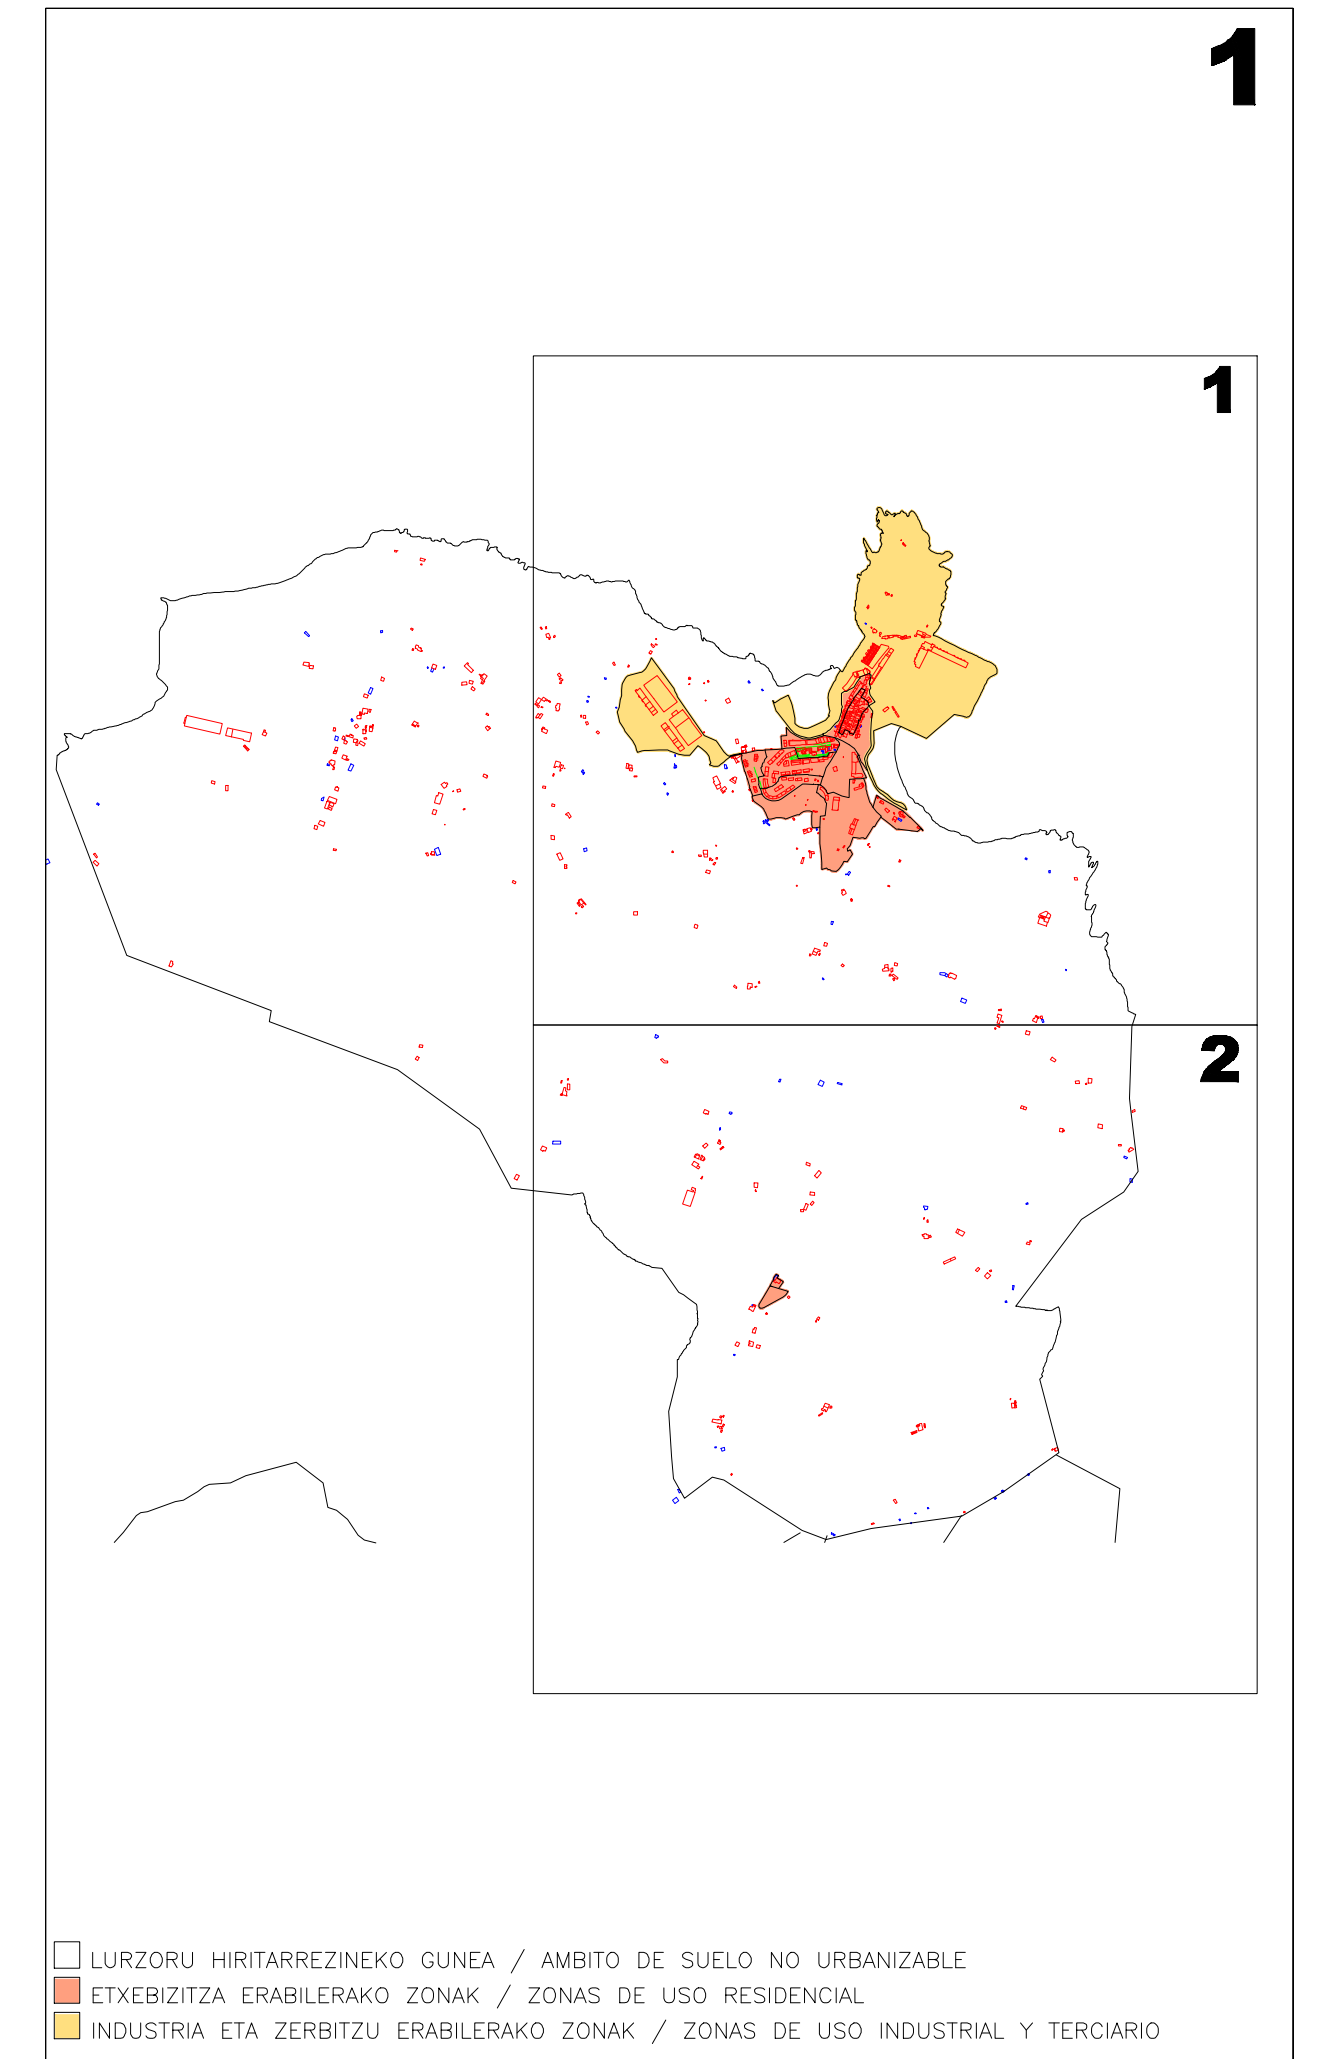 1
1
2
LURZORU HIRITARREZINEKO GUNEA / AMBITO DE SUELO NO URBANIZABLE
ETXEBIZITZA ERABILERAKO ZONAK / ZONAS DE USO RESIDENCIAL
INDUSTRIA ETA ZERBITZU ERABILERAKO ZONAK / ZONAS DE USO INDUSTRIAL Y TERCIARIO